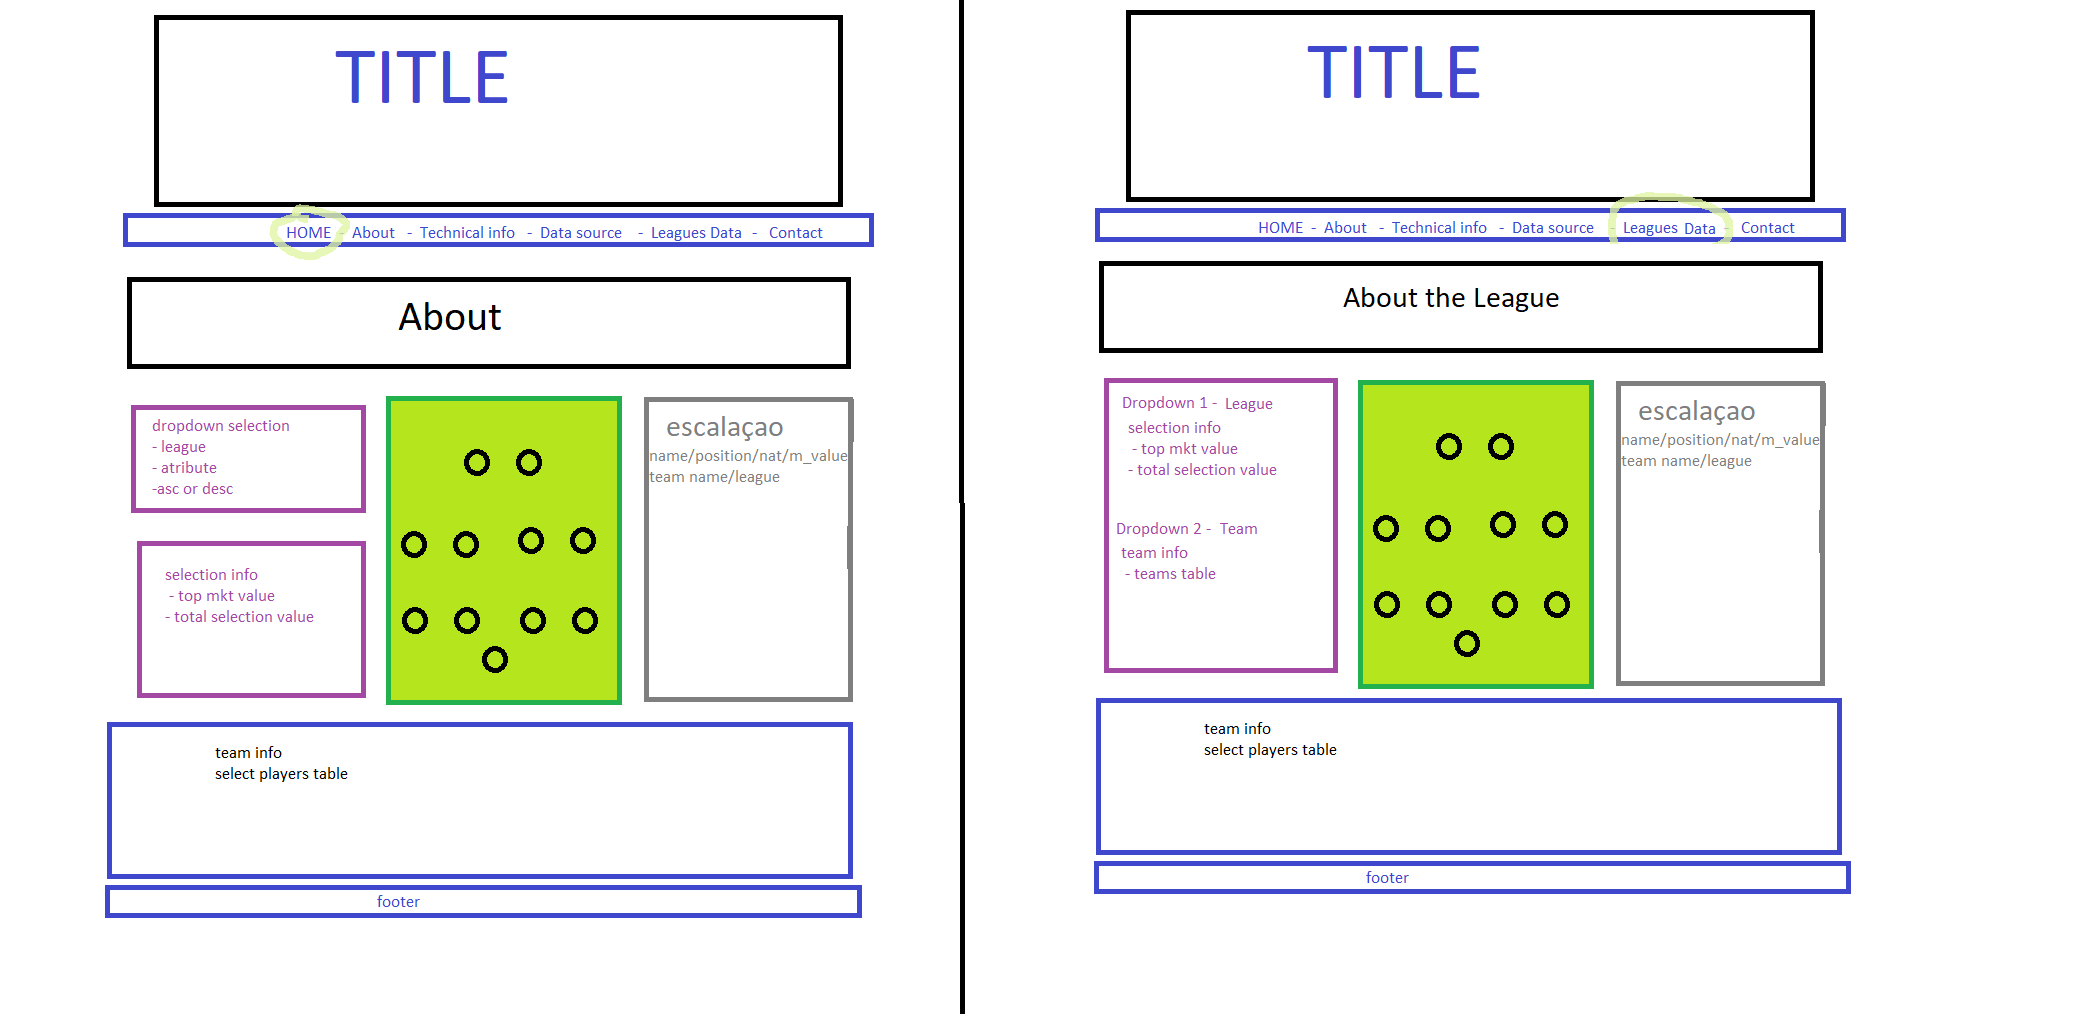 TITLE
HOME - About - Technical info - Data source - Leagues Data - Contact
About
dropdown selection
- league
- atribute
-asc or desc
selection info
- top mkt value
- total selection value
escalaçao
name/position/nat/m_value
team name/league
team info
select players table
footer
TITLE
HOME - About - Technical info - Data source - Leagues Data - Contact
About the League
Dropdown 1 - League
selection info
- top mkt value
- total selection value
Dropdown 2 - Team
team info
- teams table
escalaçao
name/position/nat/m_value
team name/league
team info
select players table
footer